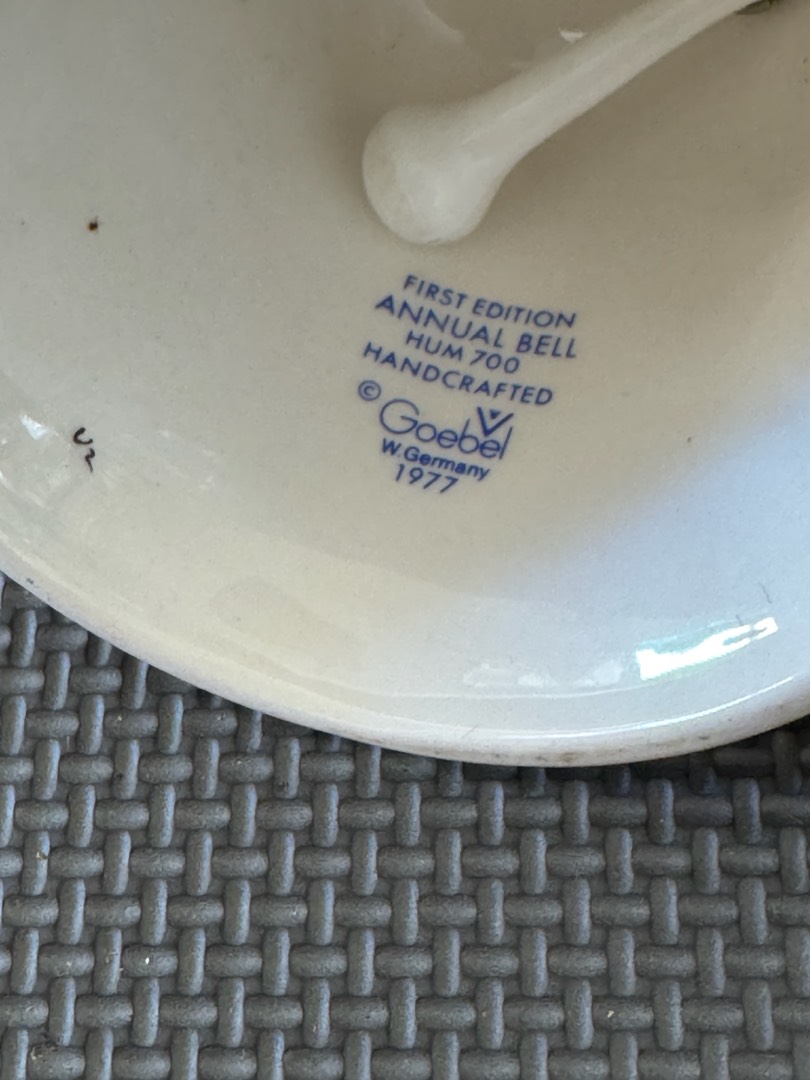 FIRST EDITION
ANNUAL BELL
HUM 700
HANDCRAFTED
© Goebel
W. Germany
1977